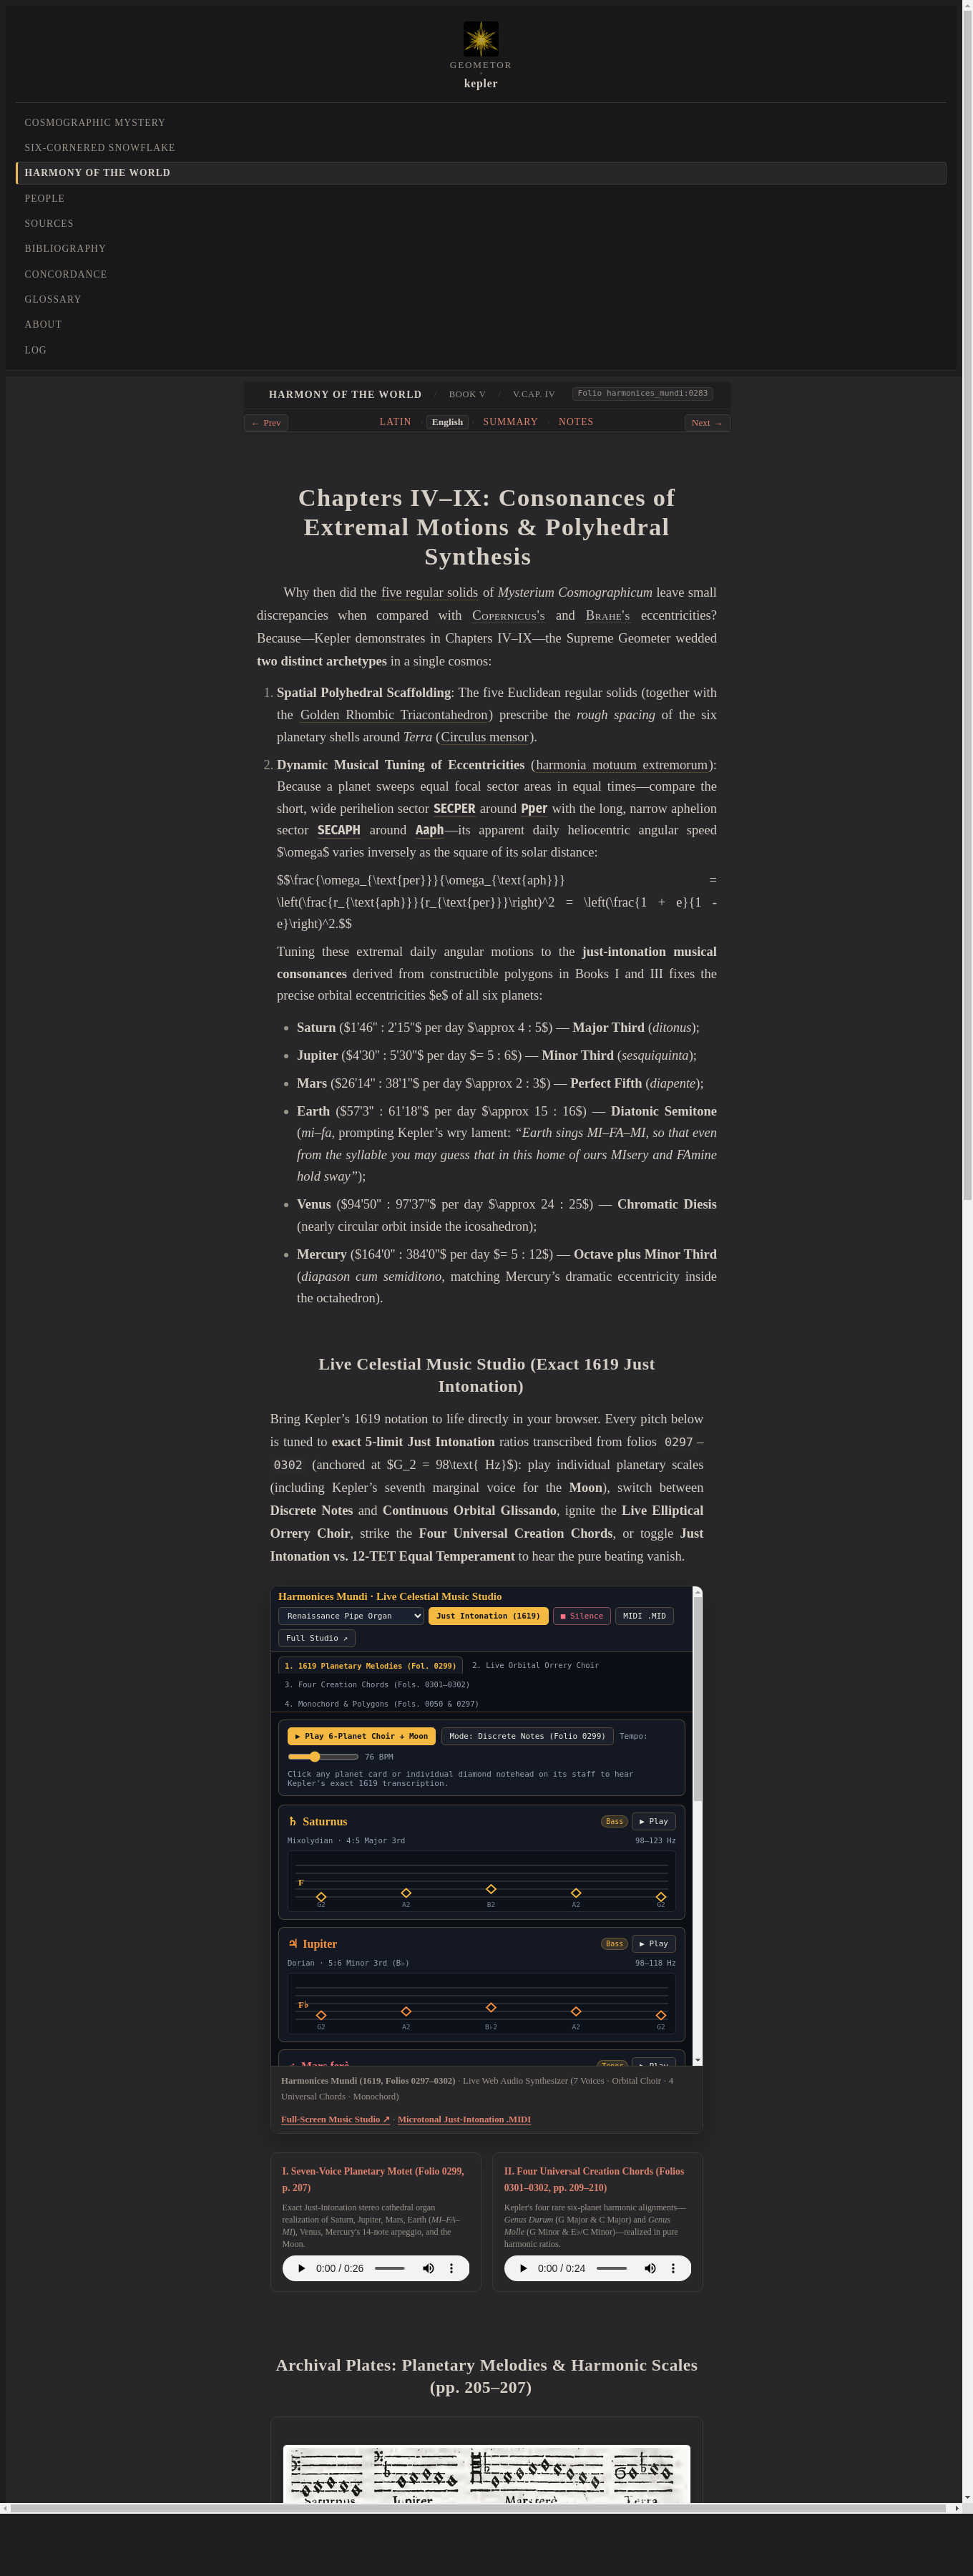 GEOMETOR
•
kepler
COSMOGRAPHIC MYSTERY
SIX-CORNERED SNOWFLAKE
HARMONY OF THE WORLD
PEOPLE
SOURCES
BIBLIOGRAPHY
CONCORDANCE
GLOSSARY
ABOUT
LOG
HARMONY OF THE WORLD / BOOK V / V.CAP. IV Folio harmonices_mundi:0283
← Prev LATIN · English · SUMMARY · NOTES Next →
Chapters IV–IX: Consonances of
Extremal Motions & Polyhedral
Synthesis
Why then did the five regular solids of Mysterium Cosmographicum leave small
discrepancies when compared with Copernicus's and Brahe's eccentricities?
Because—Kepler demonstrates in Chapters IV–IX—the Supreme Geometer wedded
two distinct archetypes in a single cosmos:
1. Spatial Polyhedral Scaffolding: The five Euclidean regular solids (together with
the Golden Rhombic Triacontahedron) prescribe the rough spacing of the six
planetary shells around Terra (Circulus mensor).
2. Dynamic Musical Tuning of Eccentricities (harmonia motuum extremorum):
Because a planet sweeps equal focal sector areas in equal times—compare the
short, wide perihelion sector SECPER around Pper with the long, narrow aphelion
sector SECAPH around Aaph—its apparent daily heliocentric angular speed
$\omega$ varies inversely as the square of its solar distance:
$$\frac{\omega_{\text{per}}}{\omega_{\text{aph}}} =
\left(\frac{r_{\text{aph}}}{r_{\text{per}}}\right)^2 = \left(\frac{1 + e}{1 -
e}\right)^2.$$
Tuning these extremal daily angular motions to the just-intonation musical
consonances derived from constructible polygons in Books I and III fixes the
precise orbital eccentricities $e$ of all six planets:
• Saturn ($1'46'' : 2'15''$ per day $\approx 4 : 5$) — Major Third (ditonus);
• Jupiter ($4'30'' : 5'30''$ per day $= 5 : 6$) — Minor Third (sesquiquinta);
• Mars ($26'14'' : 38'1''$ per day $\approx 2 : 3$) — Perfect Fifth (diapente);
• Earth ($57'3'' : 61'18''$ per day $\approx 15 : 16$) — Diatonic Semitone
(mi–fa, prompting Kepler’s wry lament: “Earth sings MI–FA–MI, so that even
from the syllable you may guess that in this home of ours MIsery and FAmine
hold sway”);
• Venus ($94'50'' : 97'37''$ per day $\approx 24 : 25$) — Chromatic Diesis
(nearly circular orbit inside the icosahedron);
• Mercury ($164'0'' : 384'0''$ per day $= 5 : 12$) — Octave plus Minor Third
(diapason cum semiditono, matching Mercury’s dramatic eccentricity inside
the octahedron).
Live Celestial Music Studio (Exact 1619 Just
Intonation)
Bring Kepler’s 1619 notation to life directly in your browser. Every pitch below
is tuned to exact 5-limit Just Intonation ratios transcribed from folios 0297 –
0302 (anchored at $G_2 = 98\text{ Hz}$): play individual planetary scales
(including Kepler’s seventh marginal voice for the Moon), switch between
Discrete Notes and Continuous Orbital Glissando, ignite the Live Elliptical
Orrery Choir, strike the Four Universal Creation Chords, or toggle Just
Intonation vs. 12-TET Equal Temperament to hear the pure beating vanish.
Harmonices Mundi · Live Celestial Music Studio
Renaissance Pipe Organ Just Intonation (1619) ■ Silence MIDI .MID
Full Studio ↗
1. 1619 Planetary Melodies (Fol. 0299) 2. Live Orbital Orrery Choir
3. Four Creation Chords (Fols. 0301–0302)
4. Monochord & Polygons (Fols. 0050 & 0297)
▶ Play 6-Planet Choir + Moon Mode: Discrete Notes (Folio 0299) Tempo:
76 BPM
Click any planet card or individual diamond notehead on its staff to hear
Kepler's exact 1619 transcription.
♄ Saturnus Bass ▶ Play
Mixolydian · 4:5 Major 3rd 98–123 Hz
F
G2 A2 B2 A2 G2
♃ Iupiter Bass ▶ Play
Dorian · 5:6 Minor 3rd (B♭) 98–118 Hz
F♭
G2 A2 B♭2 A2 G2
♂ Mars ferè Tenor ▶ Play
Harmonices Mundi (1619, Folios 0297–0302) · Live Web Audio Synthesizer (7 Voices · Orbital Choir · 4
Universal Chords · Monochord)
Full-Screen Music Studio ↗ · Microtonal Just-Intonation .MIDI
I. Seven-Voice Planetary Motet (Folio 0299,
p. 207)
Exact Just-Intonation stereo cathedral organ
realization of Saturn, Jupiter, Mars, Earth (MI–FA–
MI), Venus, Mercury's 14-note arpeggio, and the
Moon.
0:00 / 0:26
II. Four Universal Creation Chords (Folios
0301–0302, pp. 209–210)
Kepler's four rare six-planet harmonic alignments—
Genus Durum (G Major & C Major) and Genus
Molle (G Minor & E♭/C Minor)—realized in pure
harmonic ratios.
0:00 / 0:24
Archival Plates: Planetary Melodies & Harmonic Scales
(pp. 205–207)
Saturnus Jupiter Marsferè Terra